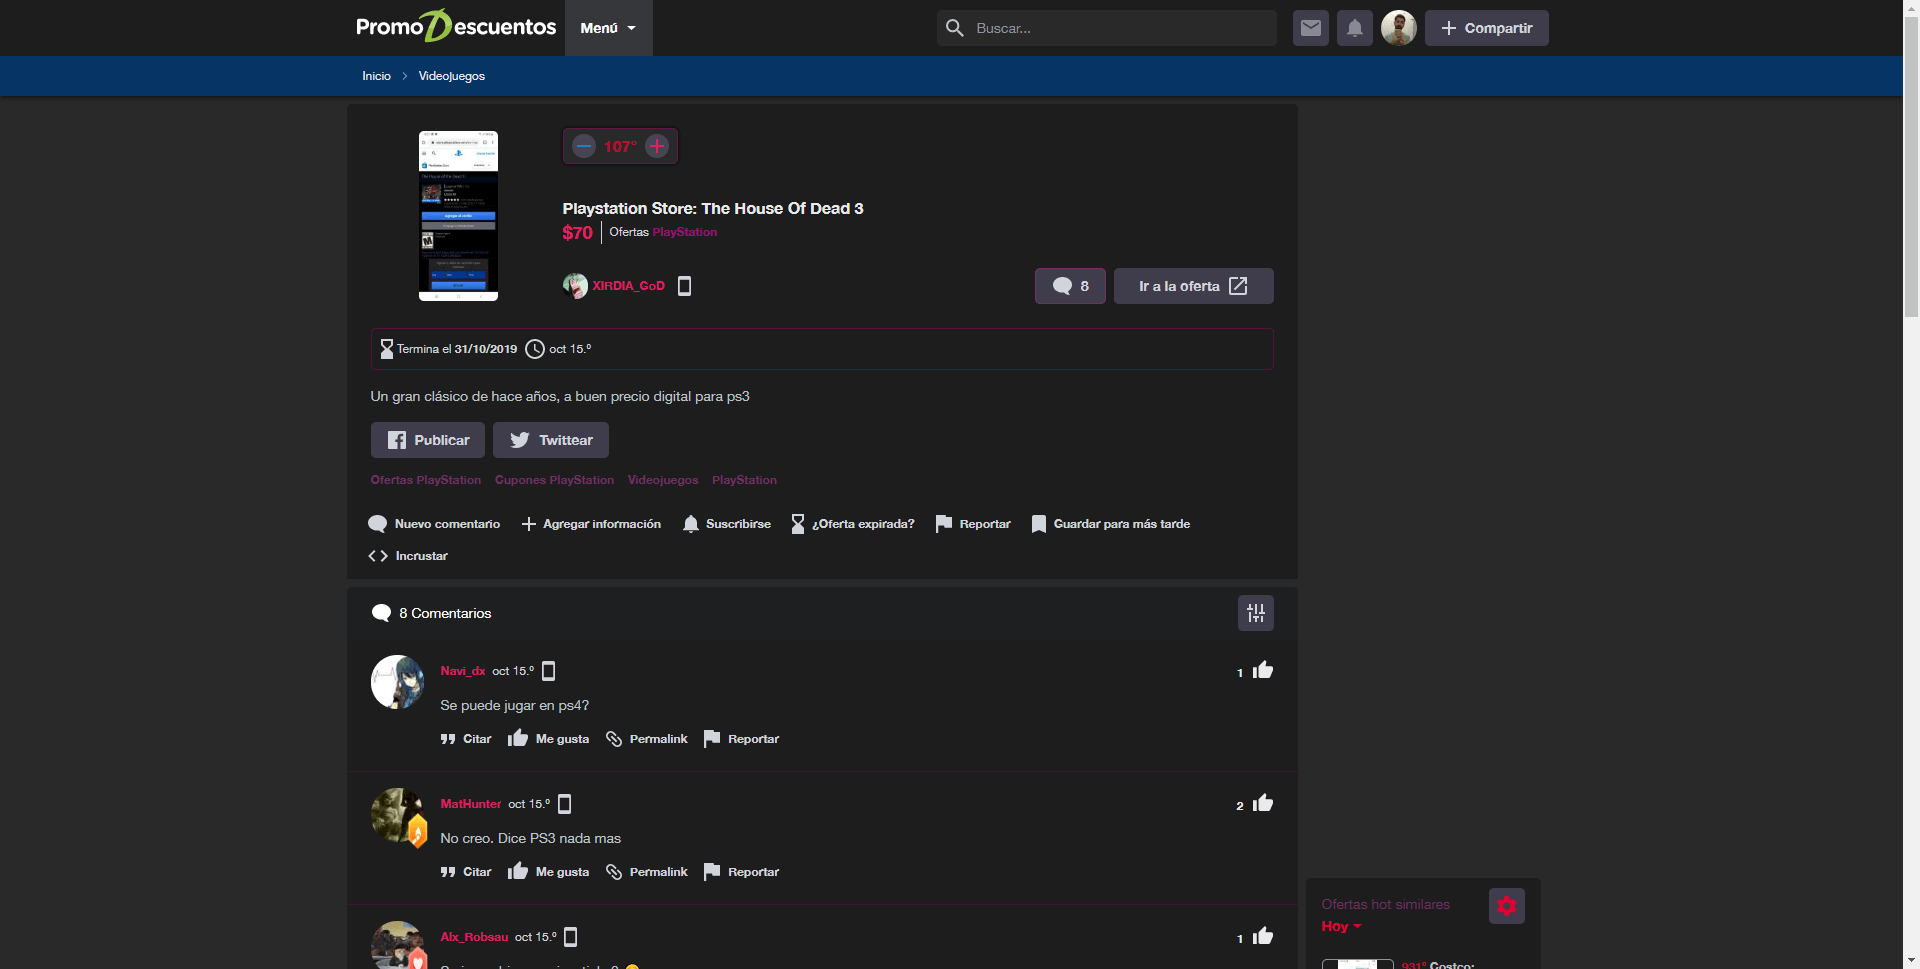 PromoDescuentos
Menú
Buscar...
Compartir
Inicio > Videojuegos
107°
Playstation Store: The House Of Dead 3
$70 | Ofertas PlayStation
XIRDIA_GoD
8
Ir a la oferta
Termina el 31/10/2019 oct 15.º
Un gran clásico de hace años, a buen precio digital para ps3
Publicar
Twittear
Ofertas PlayStation Cupones PlayStation Videojuegos PlayStation
Nuevo comentario Agregar información Suscribirse ¿Oferta expirada? Reportar Guardar para más tarde
Incrustar
8 Comentarios
Navi_dx oct 15.º
1
Se puede jugar en ps4?
Citar Me gusta Permalink Reportar
MatHunter oct 15.º
2
No creo. Dice PS3 nada mas
Citar Me gusta Permalink Reportar
Alx_Robsau oct 15.º
1
Ofertas hot similares
Hoy
931° Costco: